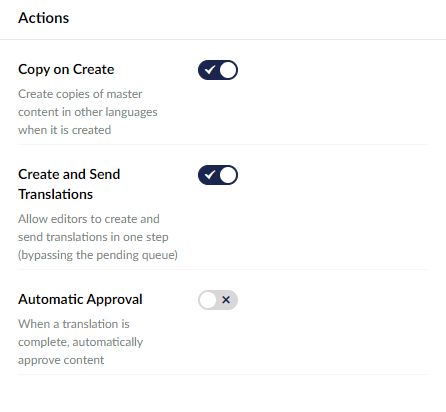 Actions
Copy on Create
Create copies of master
content in other languages
when it is created
Create and Send
Translations
Allow editors to create and
send translations in one step
(bypassing the pending queue)
Automatic Approval
When a translation is
complete, automatically
approve content